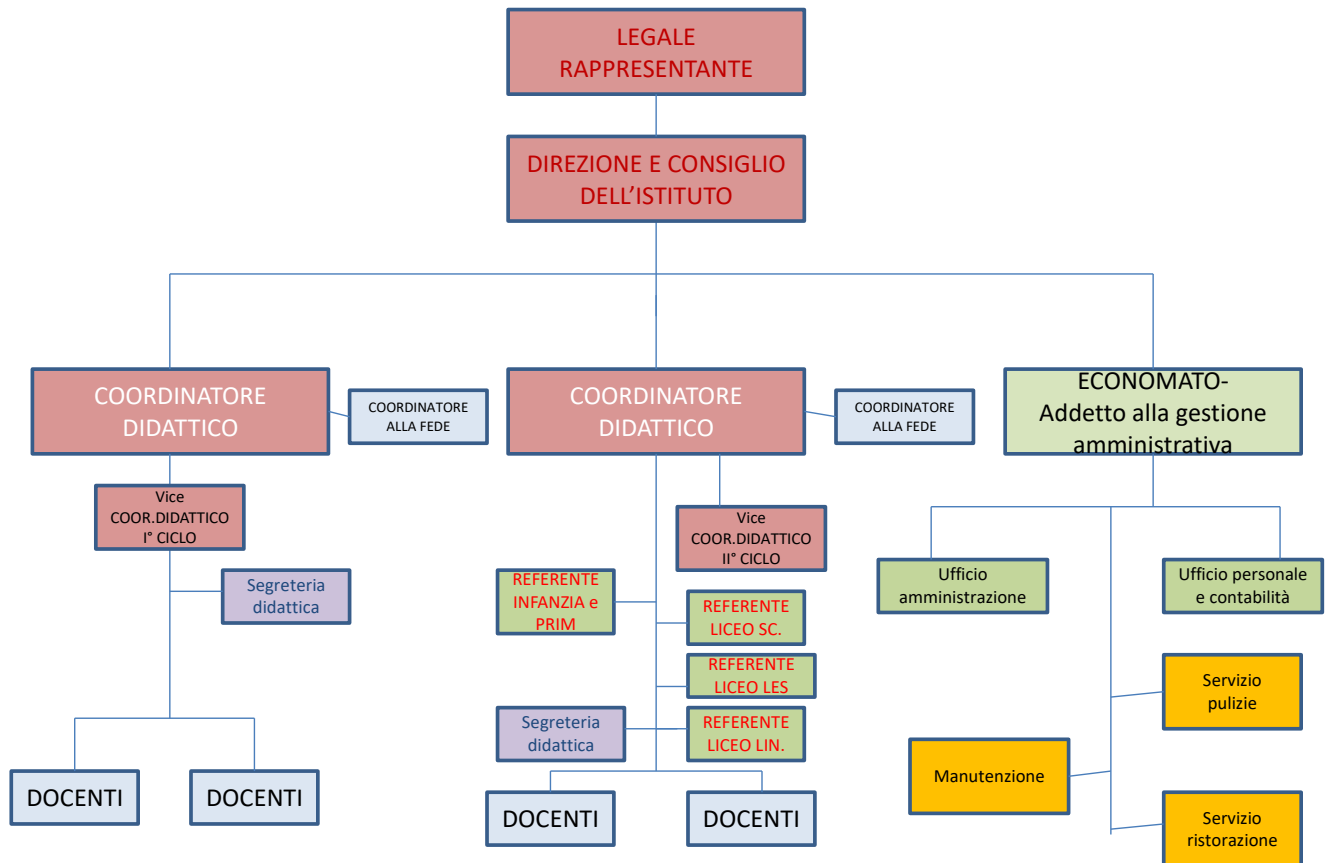 LEGALE
RAPPRESENTANTE
DIREZIONE E CONSIGLIO
DELL’ISTITUTO
COORDINATORE
DIDATTICO
COORDINATORE
ALLA FEDE
COORDINATORE
DIDATTICO
COORDINATORE
ALLA FEDE
ECONOMATO-
Addetto alla gestione
amministrativa
Vice
COOR.DIDATTICO
I° CICLO
Vice
COOR.DIDATTICO
II° CICLO
Segreteria
didattica
REFERENTE
INFANZIA e
PRIM
REFERENTE
LICEO SC.
REFERENTE
LICEO LES
Segreteria
didattica
REFERENTE
LICEO LIN.
Ufficio
amministrazione
Ufficio personale
e contabilità
Servizio
pulizie
Manutenzione
Servizio
ristorazione
DOCENTI
DOCENTI
DOCENTI
DOCENTI